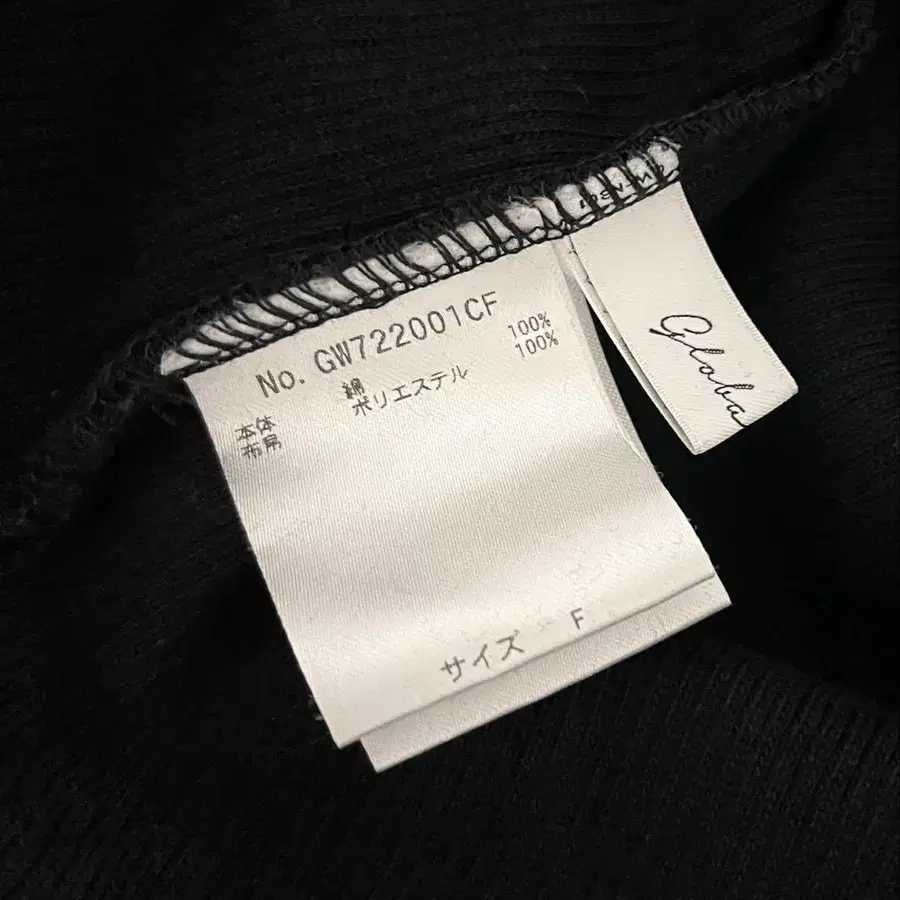 No. GW722001CF
本体 綿 100%
布帛 ポリエステル 100%
サイズ F
Globa